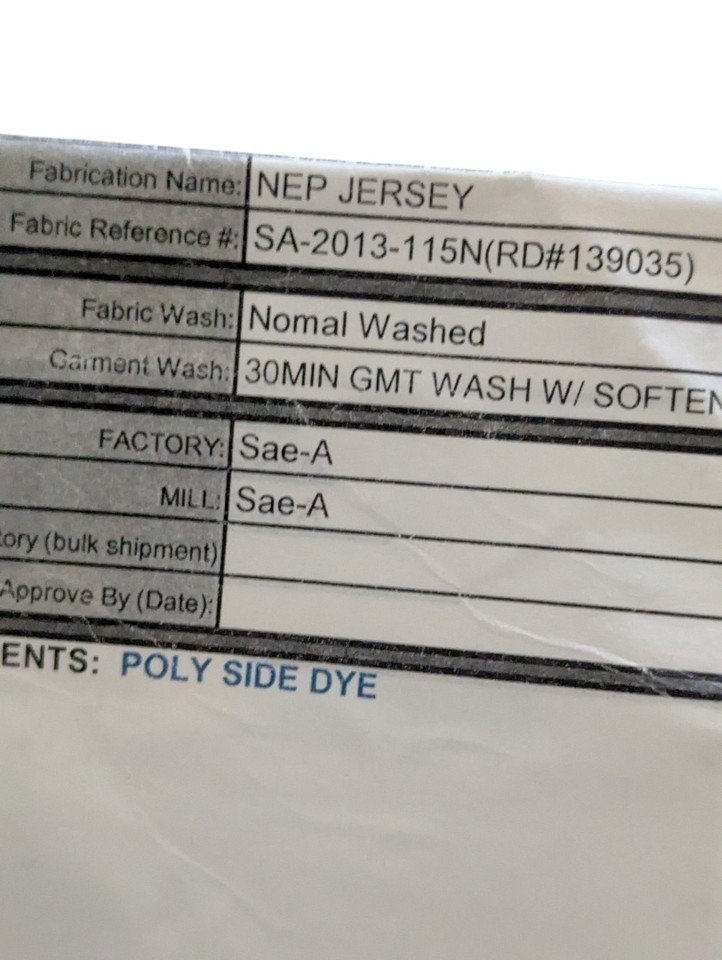 Fabrication Name: NEP JERSEY
Fabric Reference #: SA-2013-115N(RD#139035)
Fabric Wash: Nomal Washed
Garment Wash: 30MIN GMT WASH W/ SOFTEN
FACTORY: Sae-A
MILL: Sae-A
tory (bulk shipment)
Approve By (Date):
ENTS: POLY SIDE DYE